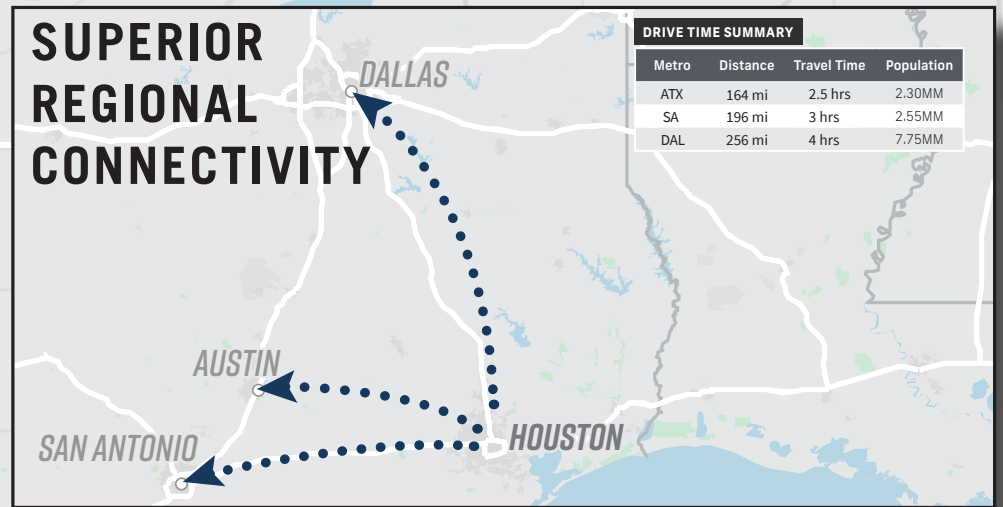 SUPERIOR
REGIONAL
CONNECTIVITY
DRIVE TIME SUMMARY
Metro Distance Travel Time Population
ATX 164 mi 2.5 hrs 2.30MM
SA 196 mi 3 hrs 2.55MM
DAL 256 mi 4 hrs 7.75MM
DALLAS
AUSTIN
HOUSTON
SAN ANTONIO